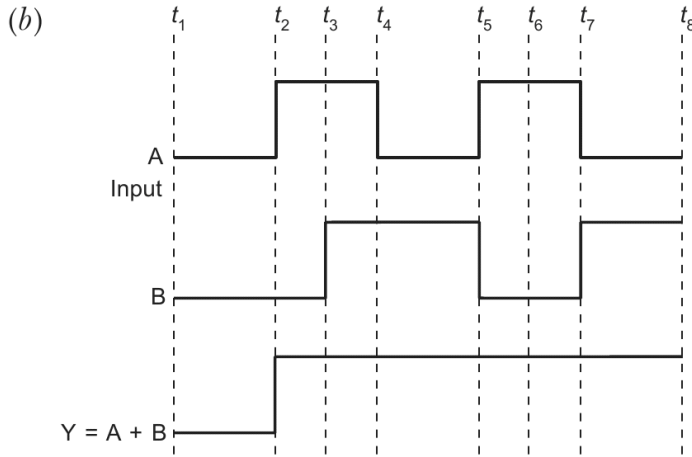 (b) t₁ t₂ t₃ t₄ t₅ t₆ t₇ t₈
A
Input
B
Y = A + B